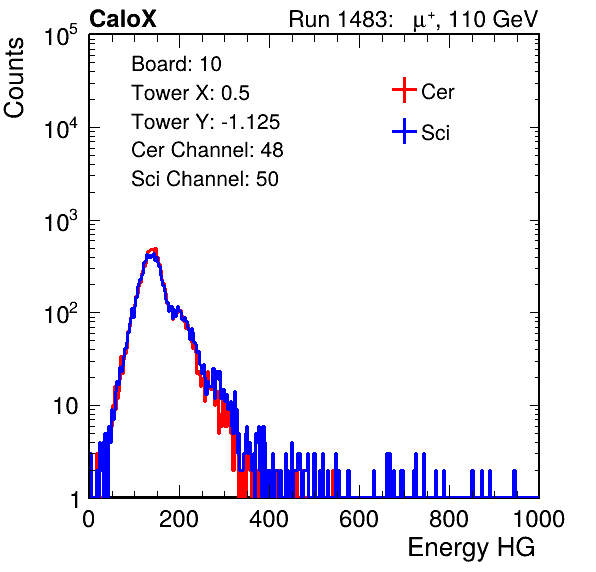 CaloX Run 1483: μ⁺, 110 GeV
Counts
10⁵
10⁴
10³
10²
10
1
Board: 10
Tower X: 0.5
Tower Y: -1.125
Cer Channel: 48
Sci Channel: 50
Cer
Sci
0 200 400 600 800 1000
Energy HG